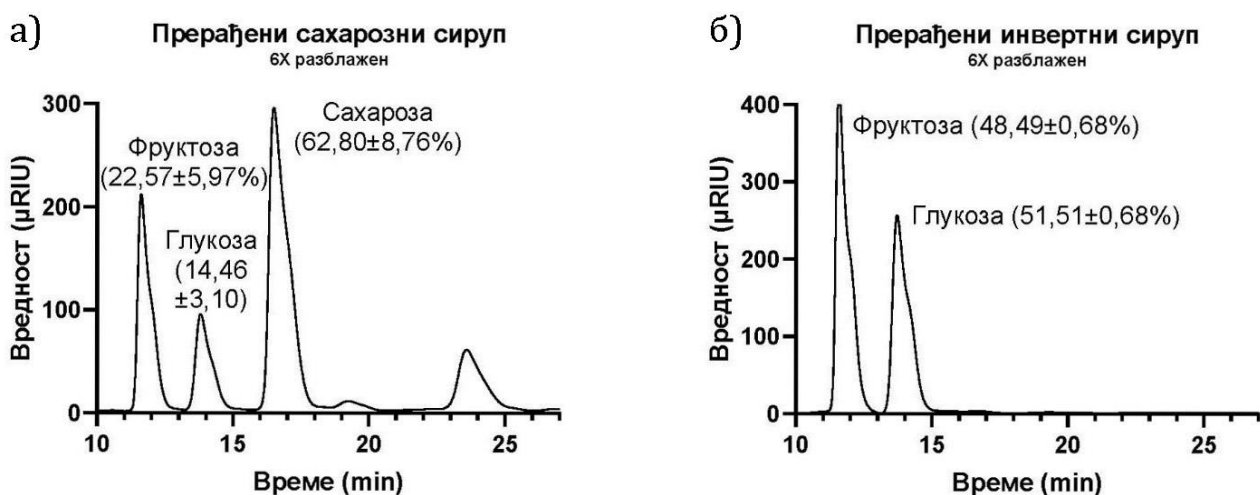 а)
Прерађени сахарозни сируп
6X разблажен
Вредност (µRIU)
300
200
100
0
Фруктоза
(22,57±5,97%)
Глукоза
(14,46
±3,10)
Сахароза
(62,80±8,76%)
10
15
20
25
Време (min)
б)
Прерађени инвертни сируп
6X разблажен
Вредност (µRIU)
400
300
200
100
0
Фруктоза (48,49±0,68%)
Глукоза (51,51±0,68%)
10
15
20
25
Време (min)